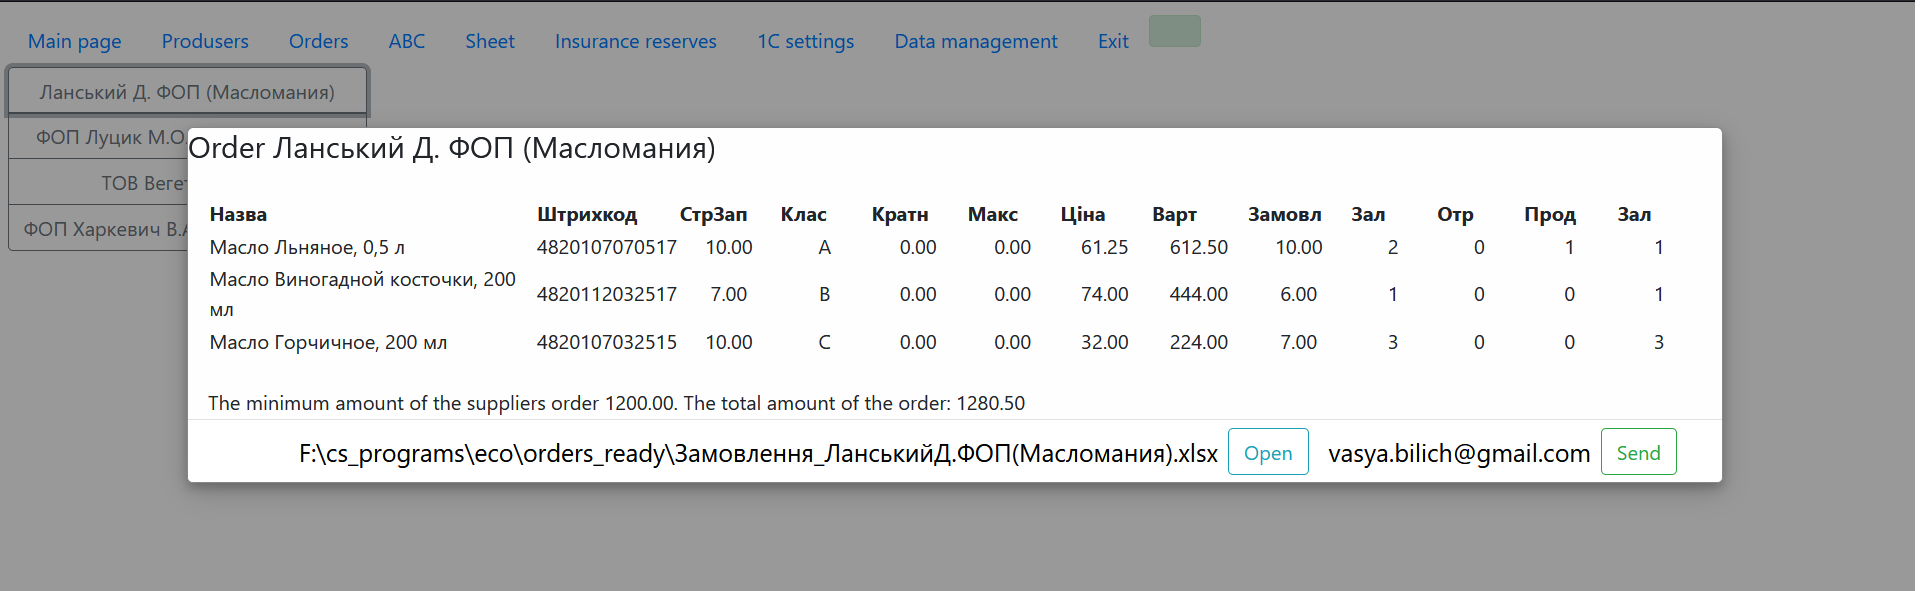 Main page Produsers Orders ABC Sheet Insurance reserves 1C settings Data management Exit
Ланський Д. ФОП (Масломания)
ФОП Луцик М.О.
ТОВ Вегет
ФОП Харкевич В.А
Order Ланський Д. ФОП (Масломания)
Назва Штрихкод СтрЗап Клас Кратн Макс Ціна Варт Замовл Зал Отр Прод Зал
Масло Льняное, 0,5 л 4820107070517 10.00 A 0.00 0.00 61.25 612.50 10.00 2 0 1 1
Масло Виногадной косточки, 200
мл 4820112032517 7.00 B 0.00 0.00 74.00 444.00 6.00 1 0 0 1
Масло Горчичное, 200 мл 4820107032515 10.00 C 0.00 0.00 32.00 224.00 7.00 3 0 0 3
The minimum amount of the suppliers order 1200.00. The total amount of the order: 1280.50
F:\cs_programs\eco\orders_ready\Замовлення_ЛанськийД.ФОП(Масломания).xlsx Open vasya.bilich@gmail.com Send